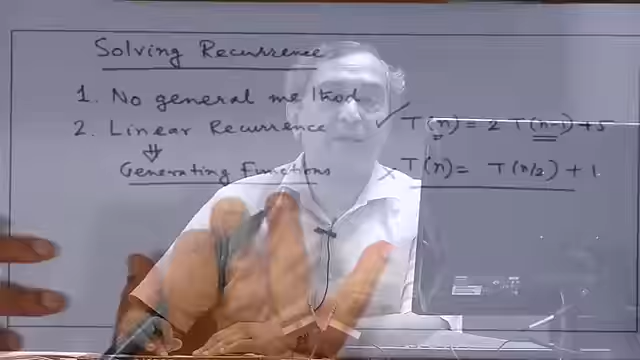 Solving Recurrence
1. No general method
2. Linear Recurrence
⇓
Generating Functions
✓ T(n) = 2 T(n-1) + 5
✗ T(n) = T(n/2) + 1